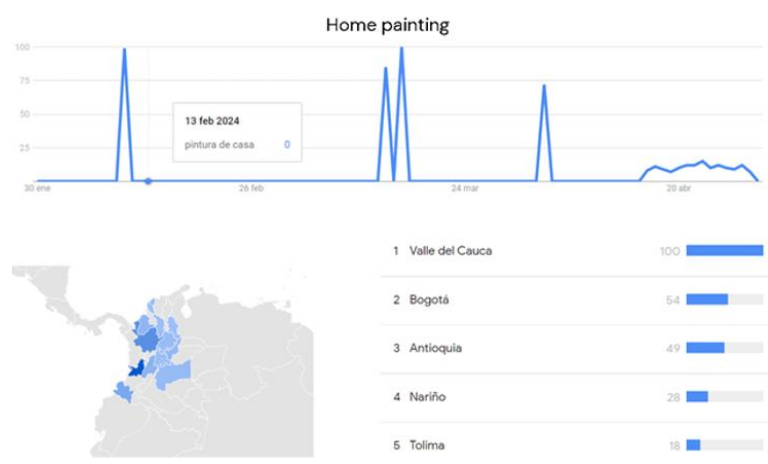 Home painting
100
75
50
25
13 feb 2024
pintura de casa 0
30 ene 26 feb 24 mar 20 abr
1 Valle del Cauca 100
2 Bogotá 54
3 Antioquia 49
4 Nariño 28
5 Tolima 18